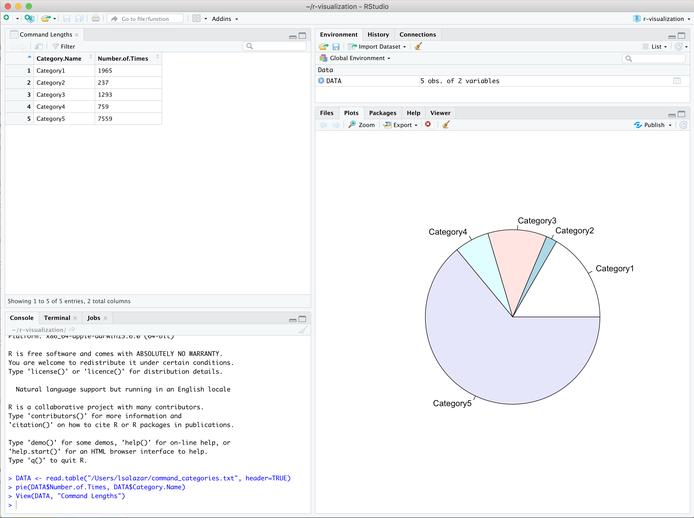 ~/r-visualization - RStudio
Go to file/function
Addins
r-visualization
Command Lengths
Filter
Category.Name Number.of.Times
1 Category1 1965
2 Category2 237
3 Category3 1293
4 Category4 759
5 Category5 7559
Showing 1 to 5 of 5 entries, 2 total columns
Console Terminal Jobs
~/r-visualization/
Platform: x86_64-apple-darwin15.6.0 (64-bit)
R is free software and comes with ABSOLUTELY NO WARRANTY.
You are welcome to redistribute it under certain conditions.
Type 'license()' or 'licence()' for distribution details.
Natural language support but running in an English locale
R is a collaborative project with many contributors.
Type 'contributors()' for more information and
'citation()' on how to cite R or R packages in publications.
Type 'demo()' for some demos, 'help()' for on-line help, or
'help.start()' for an HTML browser interface to help.
Type 'q()' to quit R.
> DATA <- read.table("/Users/lsalazar/command_categories.txt", header=TRUE)
> pie(DATA$Number.of.Times, DATA$Category.Name)
> View(DATA, "Command Lengths")
>
Environment History Connections
Import Dataset
List
Global Environment
Data
DATA 5 obs. of 2 variables
Files Plots Packages Help Viewer
Zoom Export Publish
Category3
Category4
Category2
Category1
Category5